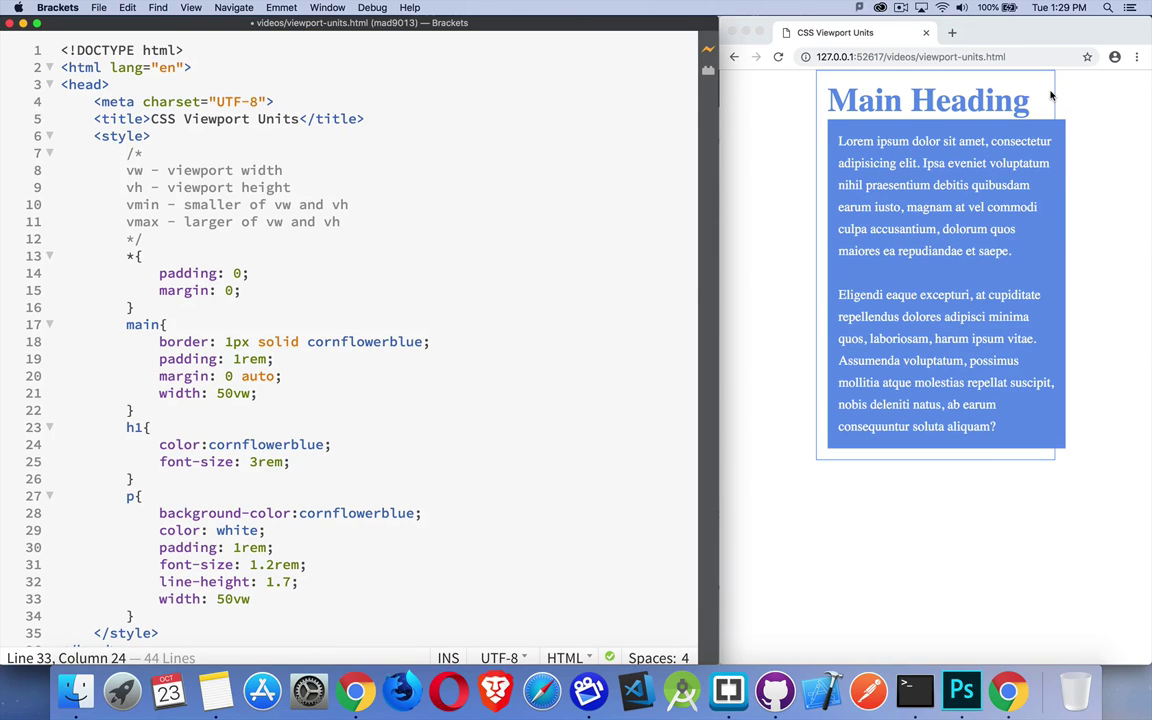 Brackets File Edit Find View Navigate Emmet Window Debug Help
100% Tue 1:29 PM
• videos/viewport-units.html (mad9013) — Brackets
1 <!DOCTYPE html>
2 <html lang="en">
3 <head>
4 <meta charset="UTF-8">
5 <title>CSS Viewport Units</title>
6 <style>
7 /*
8 vw - viewport width
9 vh - viewport height
10 vmin - smaller of vw and vh
11 vmax - larger of vw and vh
12 */
13 *{
14 padding: 0;
15 margin: 0;
16 }
17 main{
18 border: 1px solid cornflowerblue;
19 padding: 1rem;
20 margin: 0 auto;
21 width: 50vw;
22 }
23 h1{
24 color:cornflowerblue;
25 font-size: 3rem;
26 }
27 p{
28 background-color:cornflowerblue;
29 color: white;
30 padding: 1rem;
31 font-size: 1.2rem;
32 line-height: 1.7;
33 width: 50vw
34 }
35 </style>
Line 33, Column 24 — 44 Lines
INS UTF-8 HTML Spaces: 4
CSS Viewport Units
127.0.0.1:52617/videos/viewport-units.html
Main Heading
Lorem ipsum dolor sit amet, consectetur
adipisicing elit. Ipsa eveniet voluptatum
nihil praesentium debitis quibusdam
earum iusto, magnam at vel commodi
culpa accusantium, dolorum quos
maiores ea repudiandae et saepe.
Eligendi eaque excepturi, at cupiditate
repellendus dolores adipisci minima
quos, laboriosam, harum ipsum vitae.
Assumenda voluptatum, possimus
mollitia atque molestias repellat suscipit,
nobis deleniti natus, ab earum
consequuntur soluta aliquam?
OCT
23
Ps